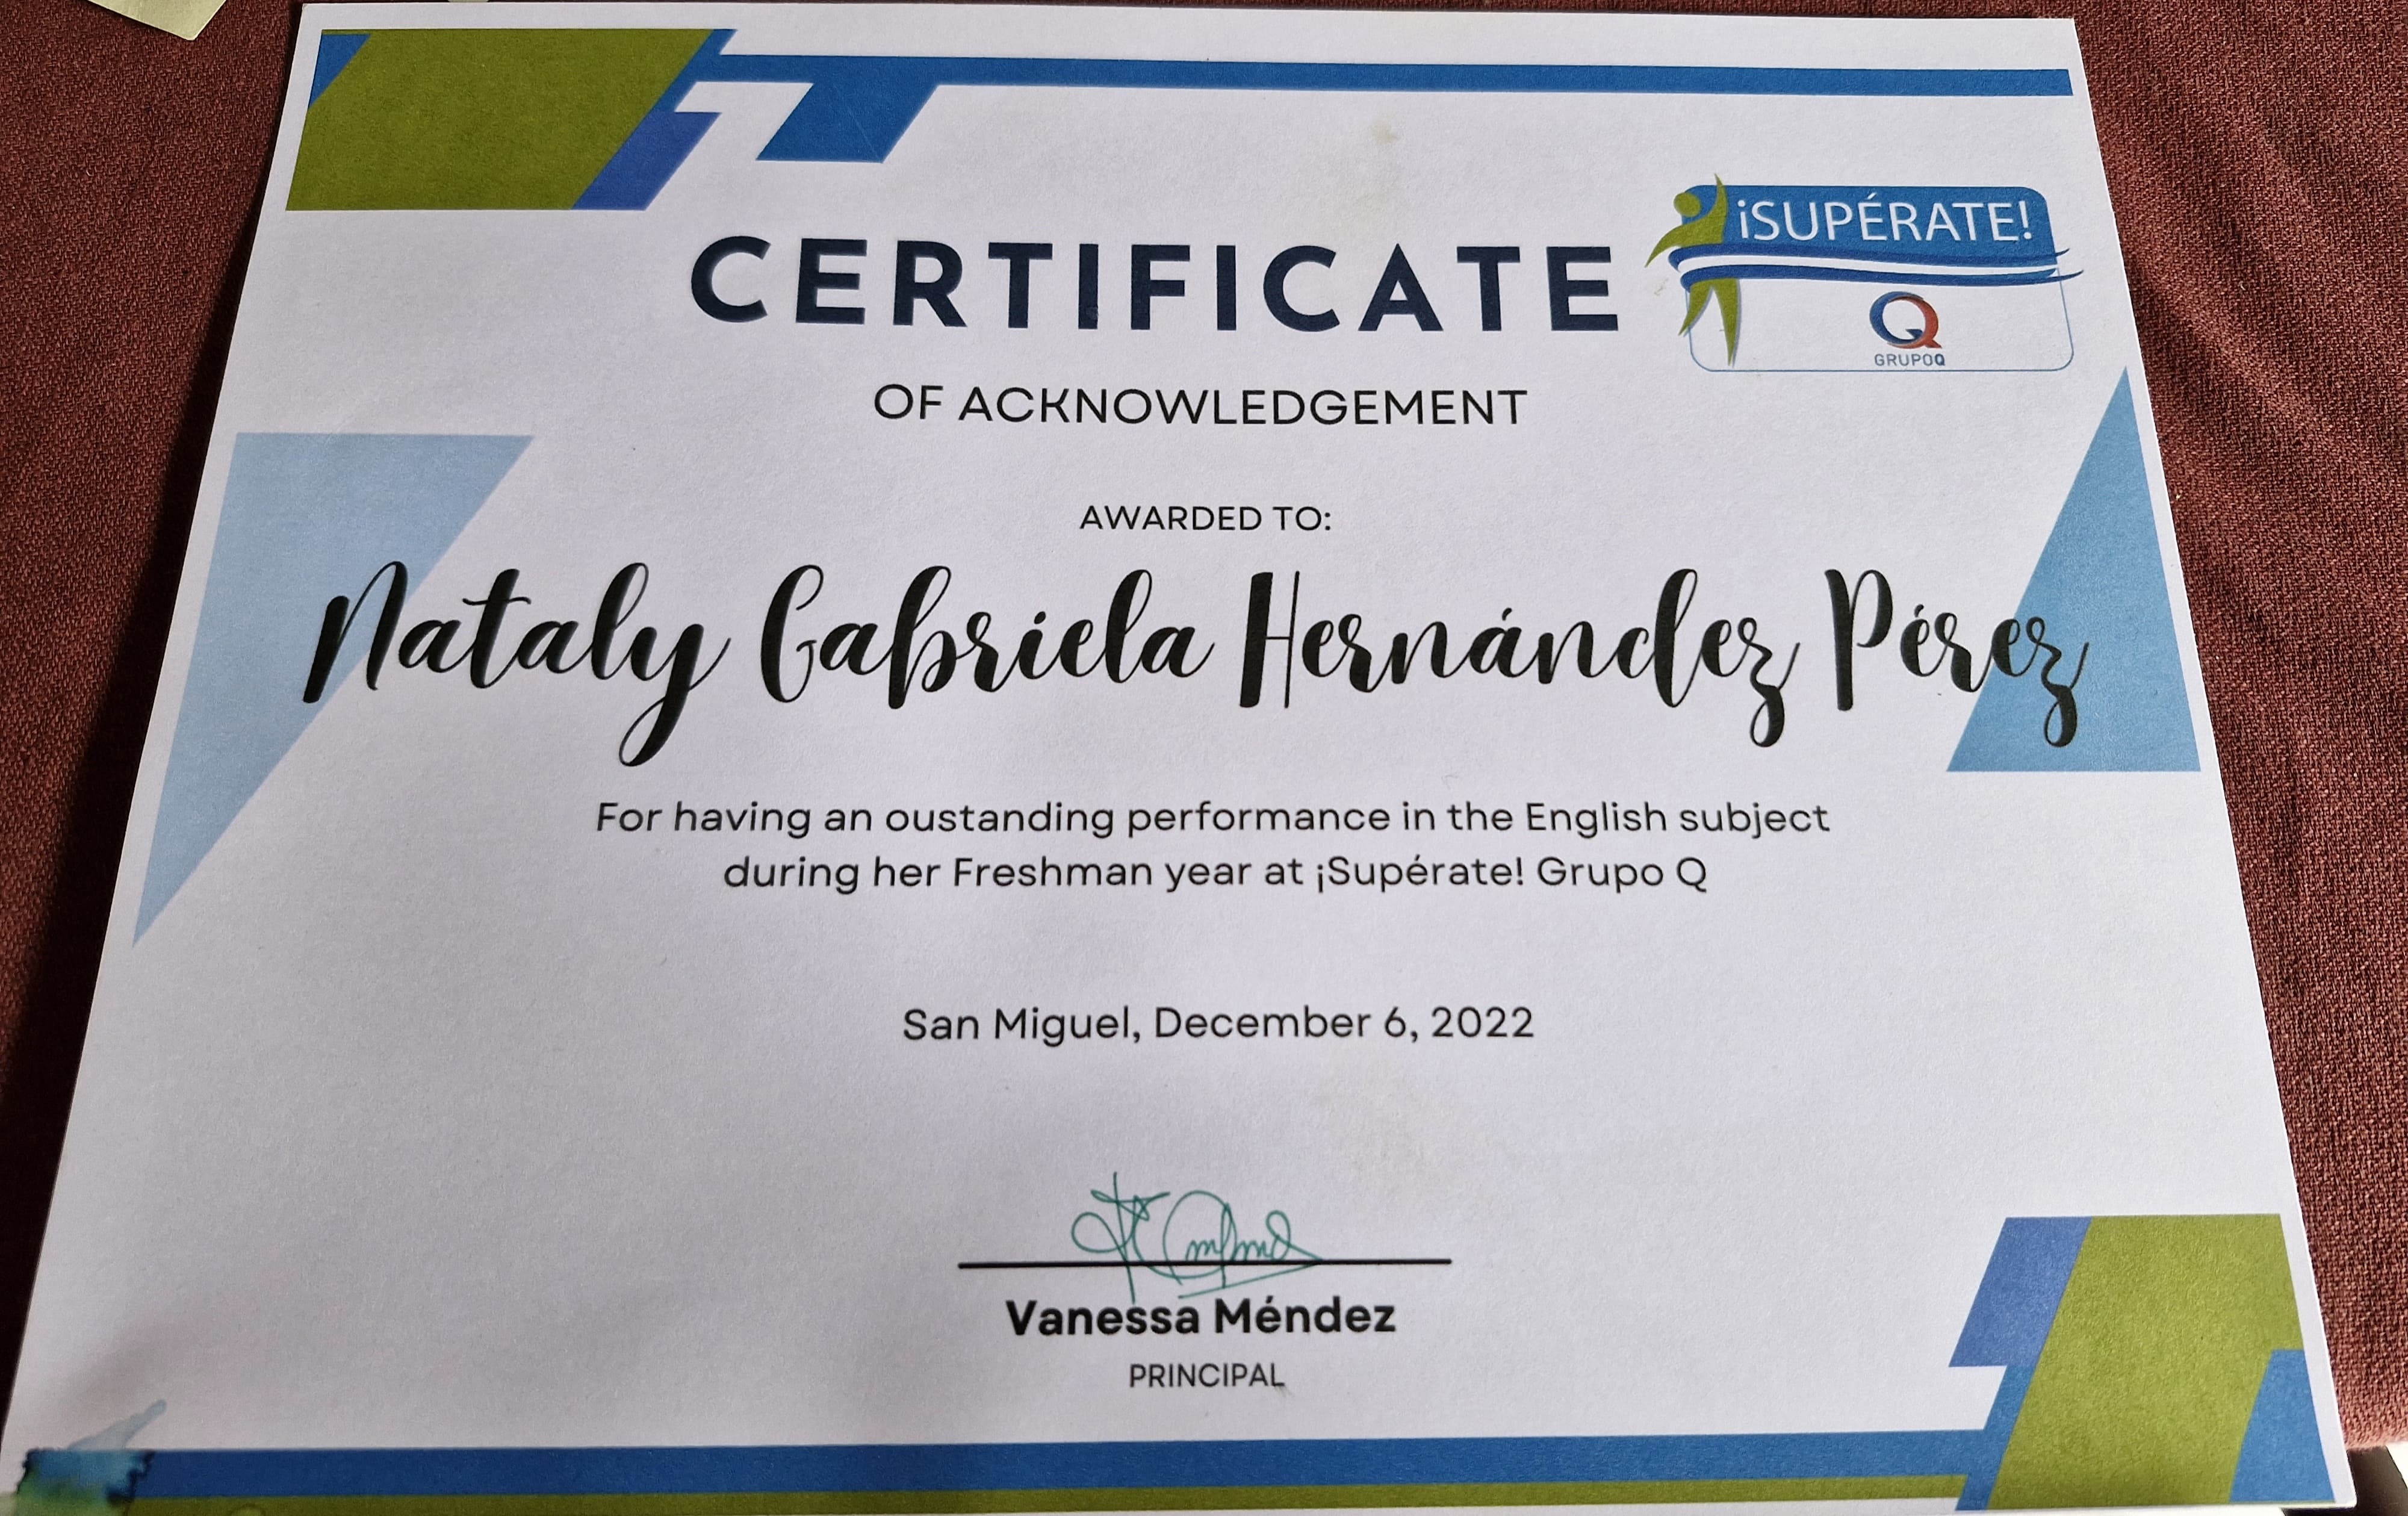 ¡SUPÉRATE!
GRUPOQ
CERTIFICATE
OF ACKNOWLEDGEMENT
AWARDED TO:
Nataly Gabriela Hernández Pérez
For having an oustanding performance in the English subject
during her Freshman year at ¡Supérate! Grupo Q
San Miguel, December 6, 2022
Vanessa Méndez
PRINCIPAL